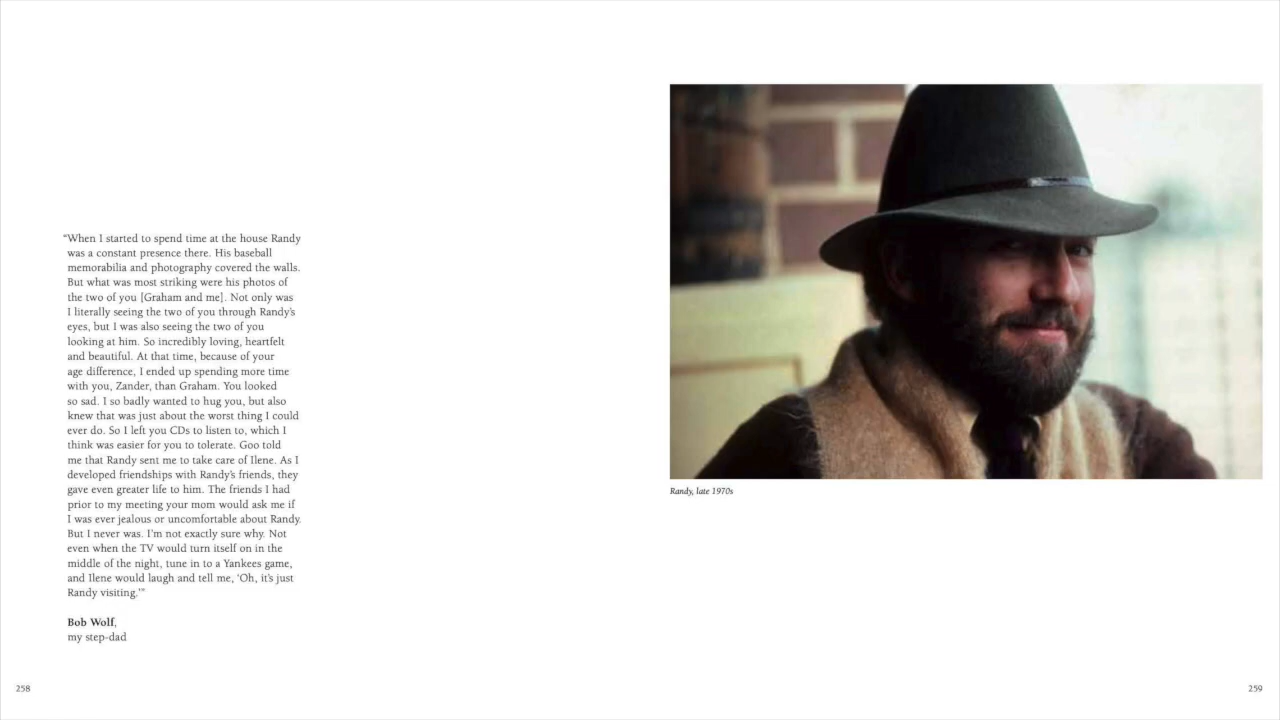 “When I started to spend time at the house Randy
was a constant presence there. His baseball
memorabilia and photography covered the walls.
But what was most striking were his photos of
the two of you [Graham and me]. Not only was
I literally seeing the two of you through Randy’s
eyes, but I was also seeing the two of you
looking at him. So incredibly loving, heartfelt
and beautiful. At that time, because of your
age difference, I ended up spending more time
with you, Zander, than Graham. You looked
so sad. I so badly wanted to hug you, but also
knew that was just about the worst thing I could
ever do. So I left you CDs to listen to, which I
think was easier for you to tolerate. Goo told
me that Randy sent me to take care of Ilene. As I
developed friendships with Randy’s friends, they
gave even greater life to him. The friends I had
prior to my meeting your mom would ask me if
I was ever jealous or uncomfortable about Randy.
But I never was. I’m not exactly sure why. Not
even when the TV would turn itself on in the
middle of the night, tune in to a Yankees game,
and Ilene would laugh and tell me, ‘Oh, it’s just
Randy visiting.’”
Bob Wolf,
my step-dad
258
Randy, late 1970s
259